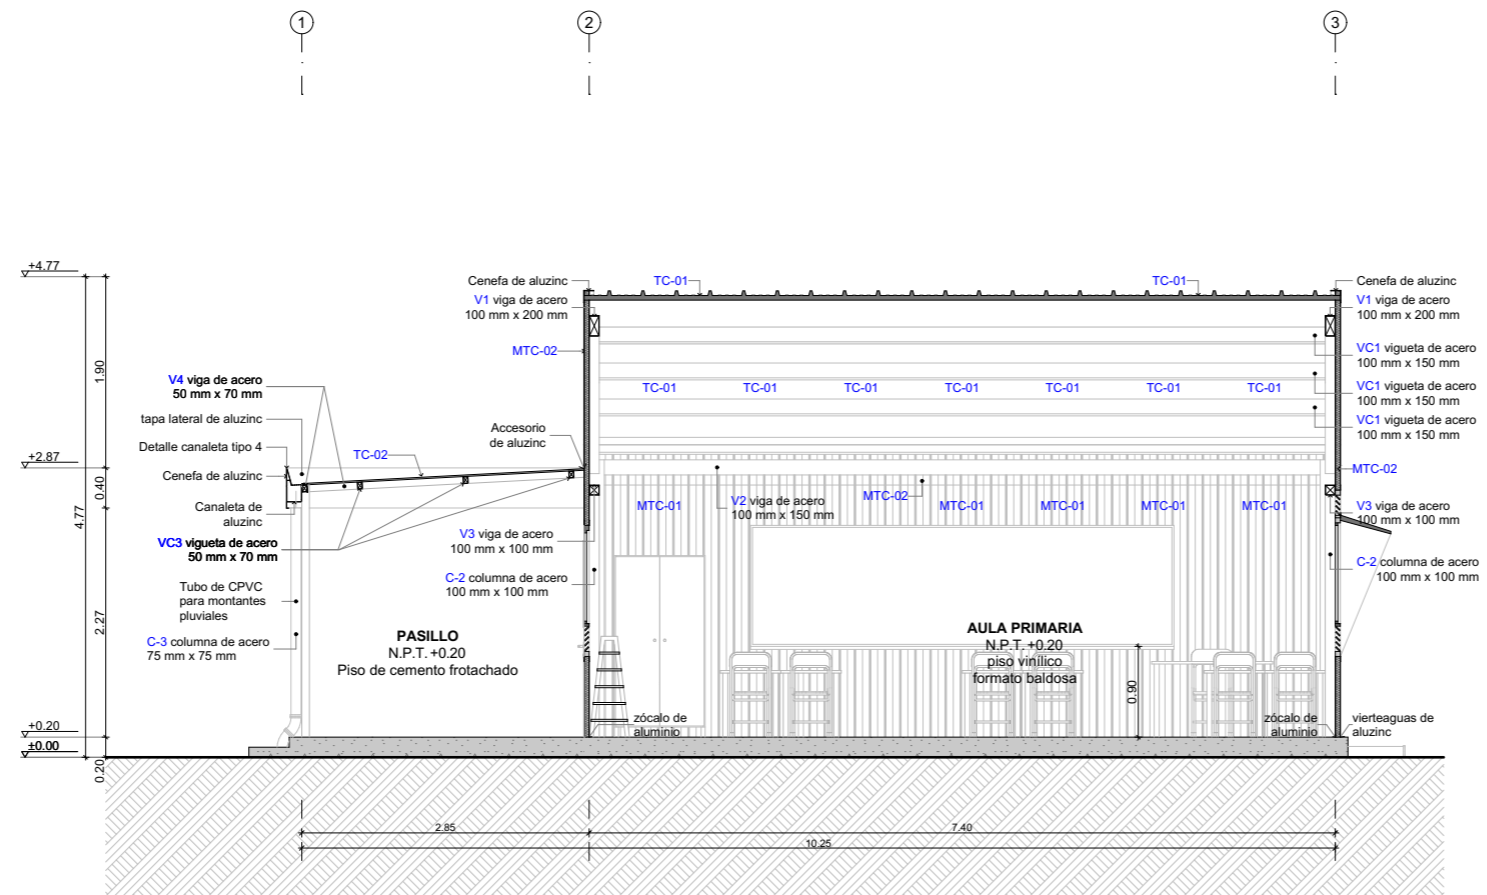 1
2
3
+4.77
Cenefa de aluzinc
TC-01
TC-01
Cenefa de aluzinc
V1 viga de acero
100 mm x 200 mm
V1 viga de acero
100 mm x 200 mm
MTC-02
VC1 vigueta de acero
100 mm x 150 mm
1.90
V4 viga de acero
50 mm x 70 mm
TC-01
TC-01
TC-01
TC-01
TC-01
TC-01
TC-01
VC1 vigueta de acero
100 mm x 150 mm
tapa lateral de aluzinc
Accesorio
de aluzinc
VC1 vigueta de acero
100 mm x 150 mm
Detalle canaleta tipo 4
+2.87
TC-02
Cenefa de aluzinc
MTC-02
0.40
4.77
Canaleta de
aluzinc
MTC-01
V2 viga de acero
100 mm x 150 mm
MTC-02
MTC-01
MTC-01
MTC-01
MTC-01
V3 viga de acero
100 mm x 100 mm
VC3 vigueta de acero
50 mm x 70 mm
V3 viga de acero
100 mm x 100 mm
C-2 columna de acero
100 mm x 100 mm
C-2 columna de acero
100 mm x 100 mm
Tubo de CPVC
para montantes
pluviales
2.27
C-3 columna de acero
75 mm x 75 mm
PASILLO
N.P.T. +0.20
Piso de cemento frotachado
AULA PRIMARIA
N.P.T. +0.20
piso vinílico
formato baldosa
0.90
+0.20
±0.00
0.20
zócalo de
aluminio
zócalo de
aluminio
vierteaguas de
aluzinc
2.85
7.40
10.25